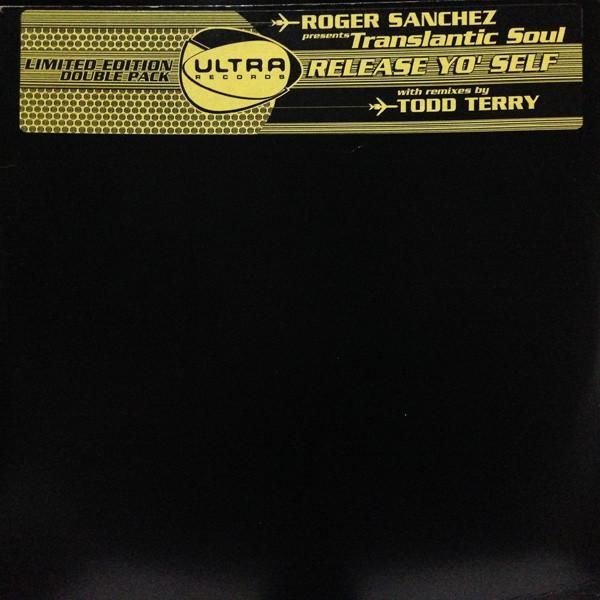 ROGER SANCHEZ
presents Translantic Soul
LIMITED EDITION
DOUBLE PACK
ULTRA
RECORDS
RELEASE YO' SELF
with remixes by
TODD TERRY